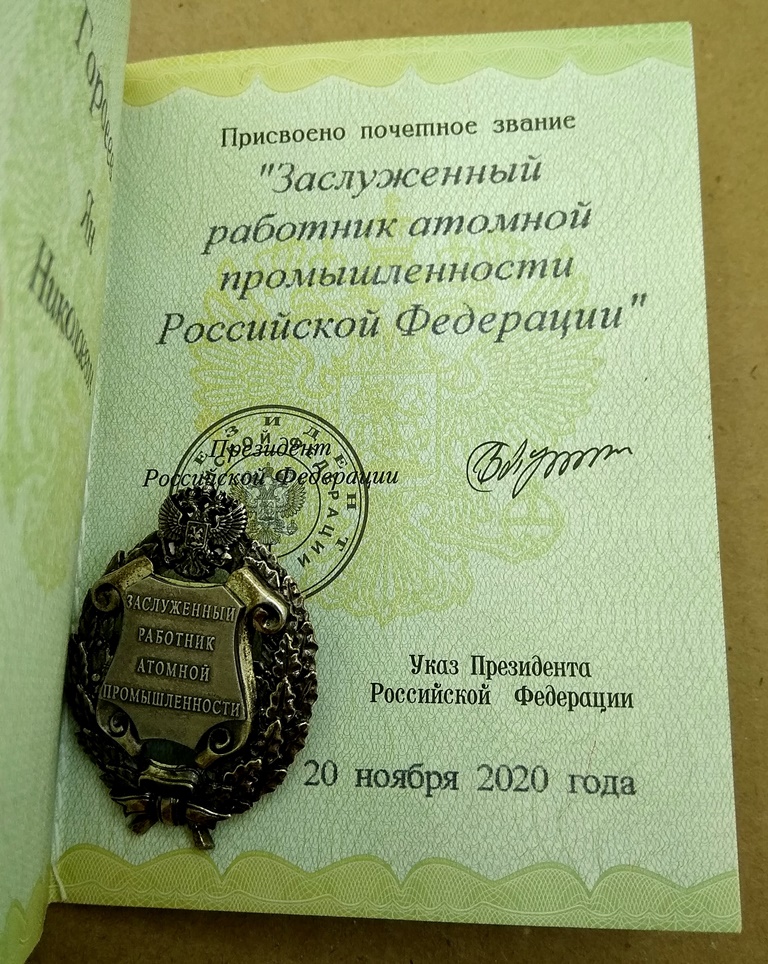 Ян
Присвоено почетное звание
"Заслуженный
работник атомной
промышленности
Российской Федерации"
Президент
Российской Федерации
Указ Президента
Российской Федерации
20 ноября 2020 года
ЗАСЛУЖЕННЫЙ
РАБОТНИК
АТОМНОЙ
ПРОМЫШЛЕННОСТИ